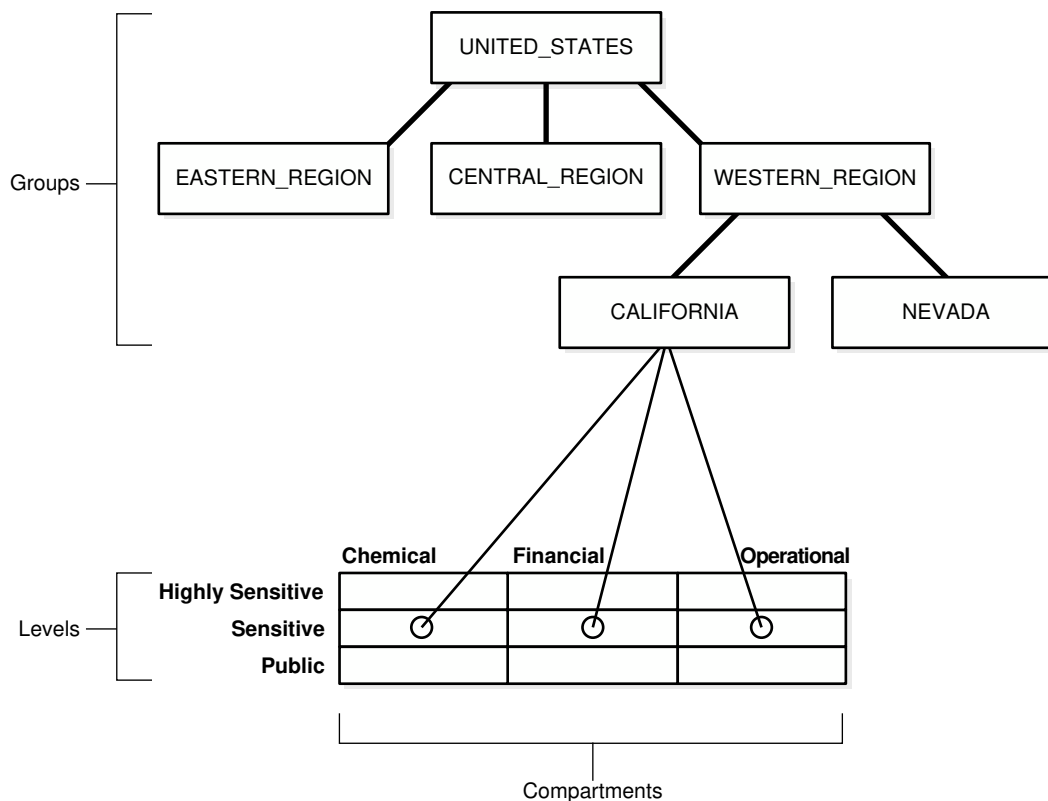 UNITED_STATES
Groups
EASTERN_REGION
CENTRAL_REGION
WESTERN_REGION
CALIFORNIA
NEVADA
Chemical
Financial
Operational
Levels
Highly Sensitive
Sensitive
Public
Compartments